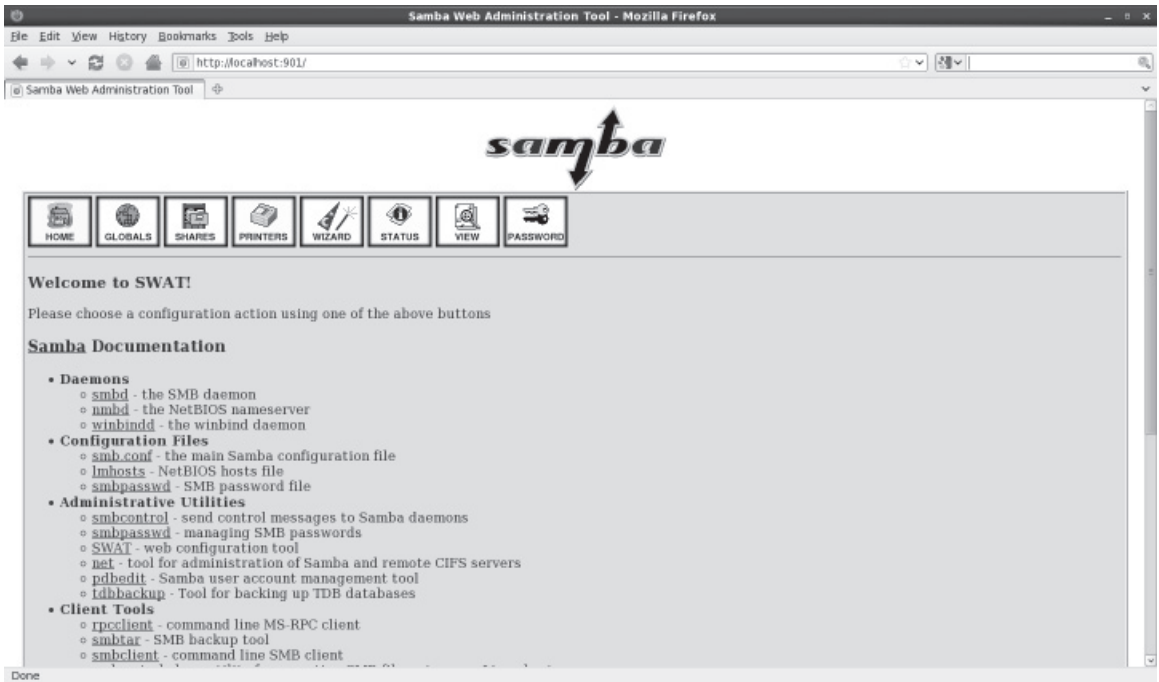 Samba Web Administration Tool - Mozilla Firefox
File Edit View History Bookmarks Tools Help
http://localhost:901/
Samba Web Administration Tool
samba
HOME GLOBALS SHARES PRINTERS WIZARD STATUS VIEW PASSWORD
Welcome to SWAT!
Please choose a configuration action using one of the above buttons
Samba Documentation
• Daemons
◦ smbd - the SMB daemon
◦ nmbd - the NetBIOS nameserver
◦ winbindd - the winbind daemon
• Configuration Files
◦ smb.conf - the main Samba configuration file
◦ lmhosts - NetBIOS hosts file
◦ smbpasswd - SMB password file
• Administrative Utilities
◦ smbcontrol - send control messages to Samba daemons
◦ smbpasswd - managing SMB passwords
◦ SWAT - web configuration tool
◦ net - tool for administration of Samba and remote CIFS servers
◦ pdbedit - Samba user account management tool
◦ tdbbackup - Tool for backing up TDB databases
• Client Tools
◦ rpcclient - command line MS-RPC client
◦ smbtar - SMB backup tool
◦ smbclient - command line SMB client
Done